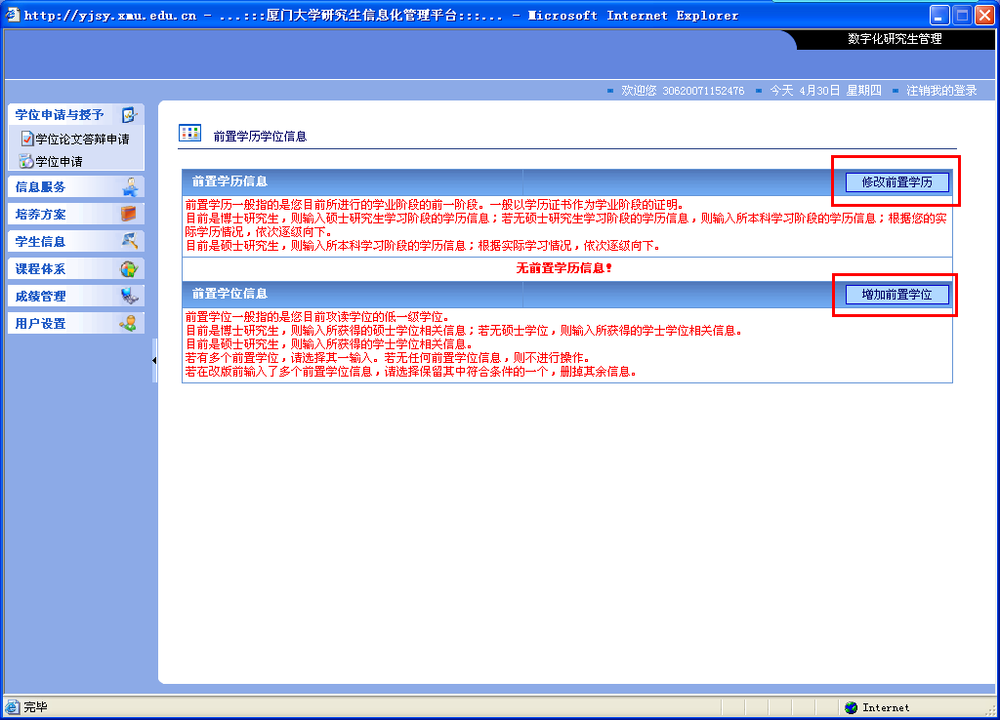 http://yjsy.xmu.edu.cn - ...:::厦门大学研究生信息化管理平台:::... - Microsoft Internet Explorer
数字化研究生管理
欢迎您 30620071152476 今天 4月30日 星期四 注销我的登录
学位申请与授予
学位论文答辩申请
学位申请
信息服务
培养方案
学生信息
课程体系
成绩管理
用户设置
前置学历学位信息
前置学历信息
修改前置学历
前置学历一般指的是您目前所进行的学业阶段的前一阶段。一般以学历证书作为学业阶段的证明。
目前是博士研究生，则输入硕士研究生学习阶段的学历信息；若无硕士研究生学习阶段的学历信息，则输入所本科学习阶段的学历信息；根据您的实
际学历情况，依次逐级向下。
目前是硕士研究生，则输入所本科学习阶段的学历信息；根据实际学习情况，依次逐级向下。
无前置学历信息！
前置学位信息
增加前置学位
前置学位一般指的是您目前攻读学位的低一级学位。
目前是博士研究生，则输入所获得的硕士学位相关信息；若无硕士学位，则输入所获得的学士学位相关信息。
目前是硕士研究生，则输入所获得的学士学位相关信息。
若有多个前置学位，请选择其一输入。若无任何前置学位信息，则不进行操作。
若在改版前输入了多个前置学位信息，请选择保留其中符合条件的一个，删掉其余信息。
完毕
Internet